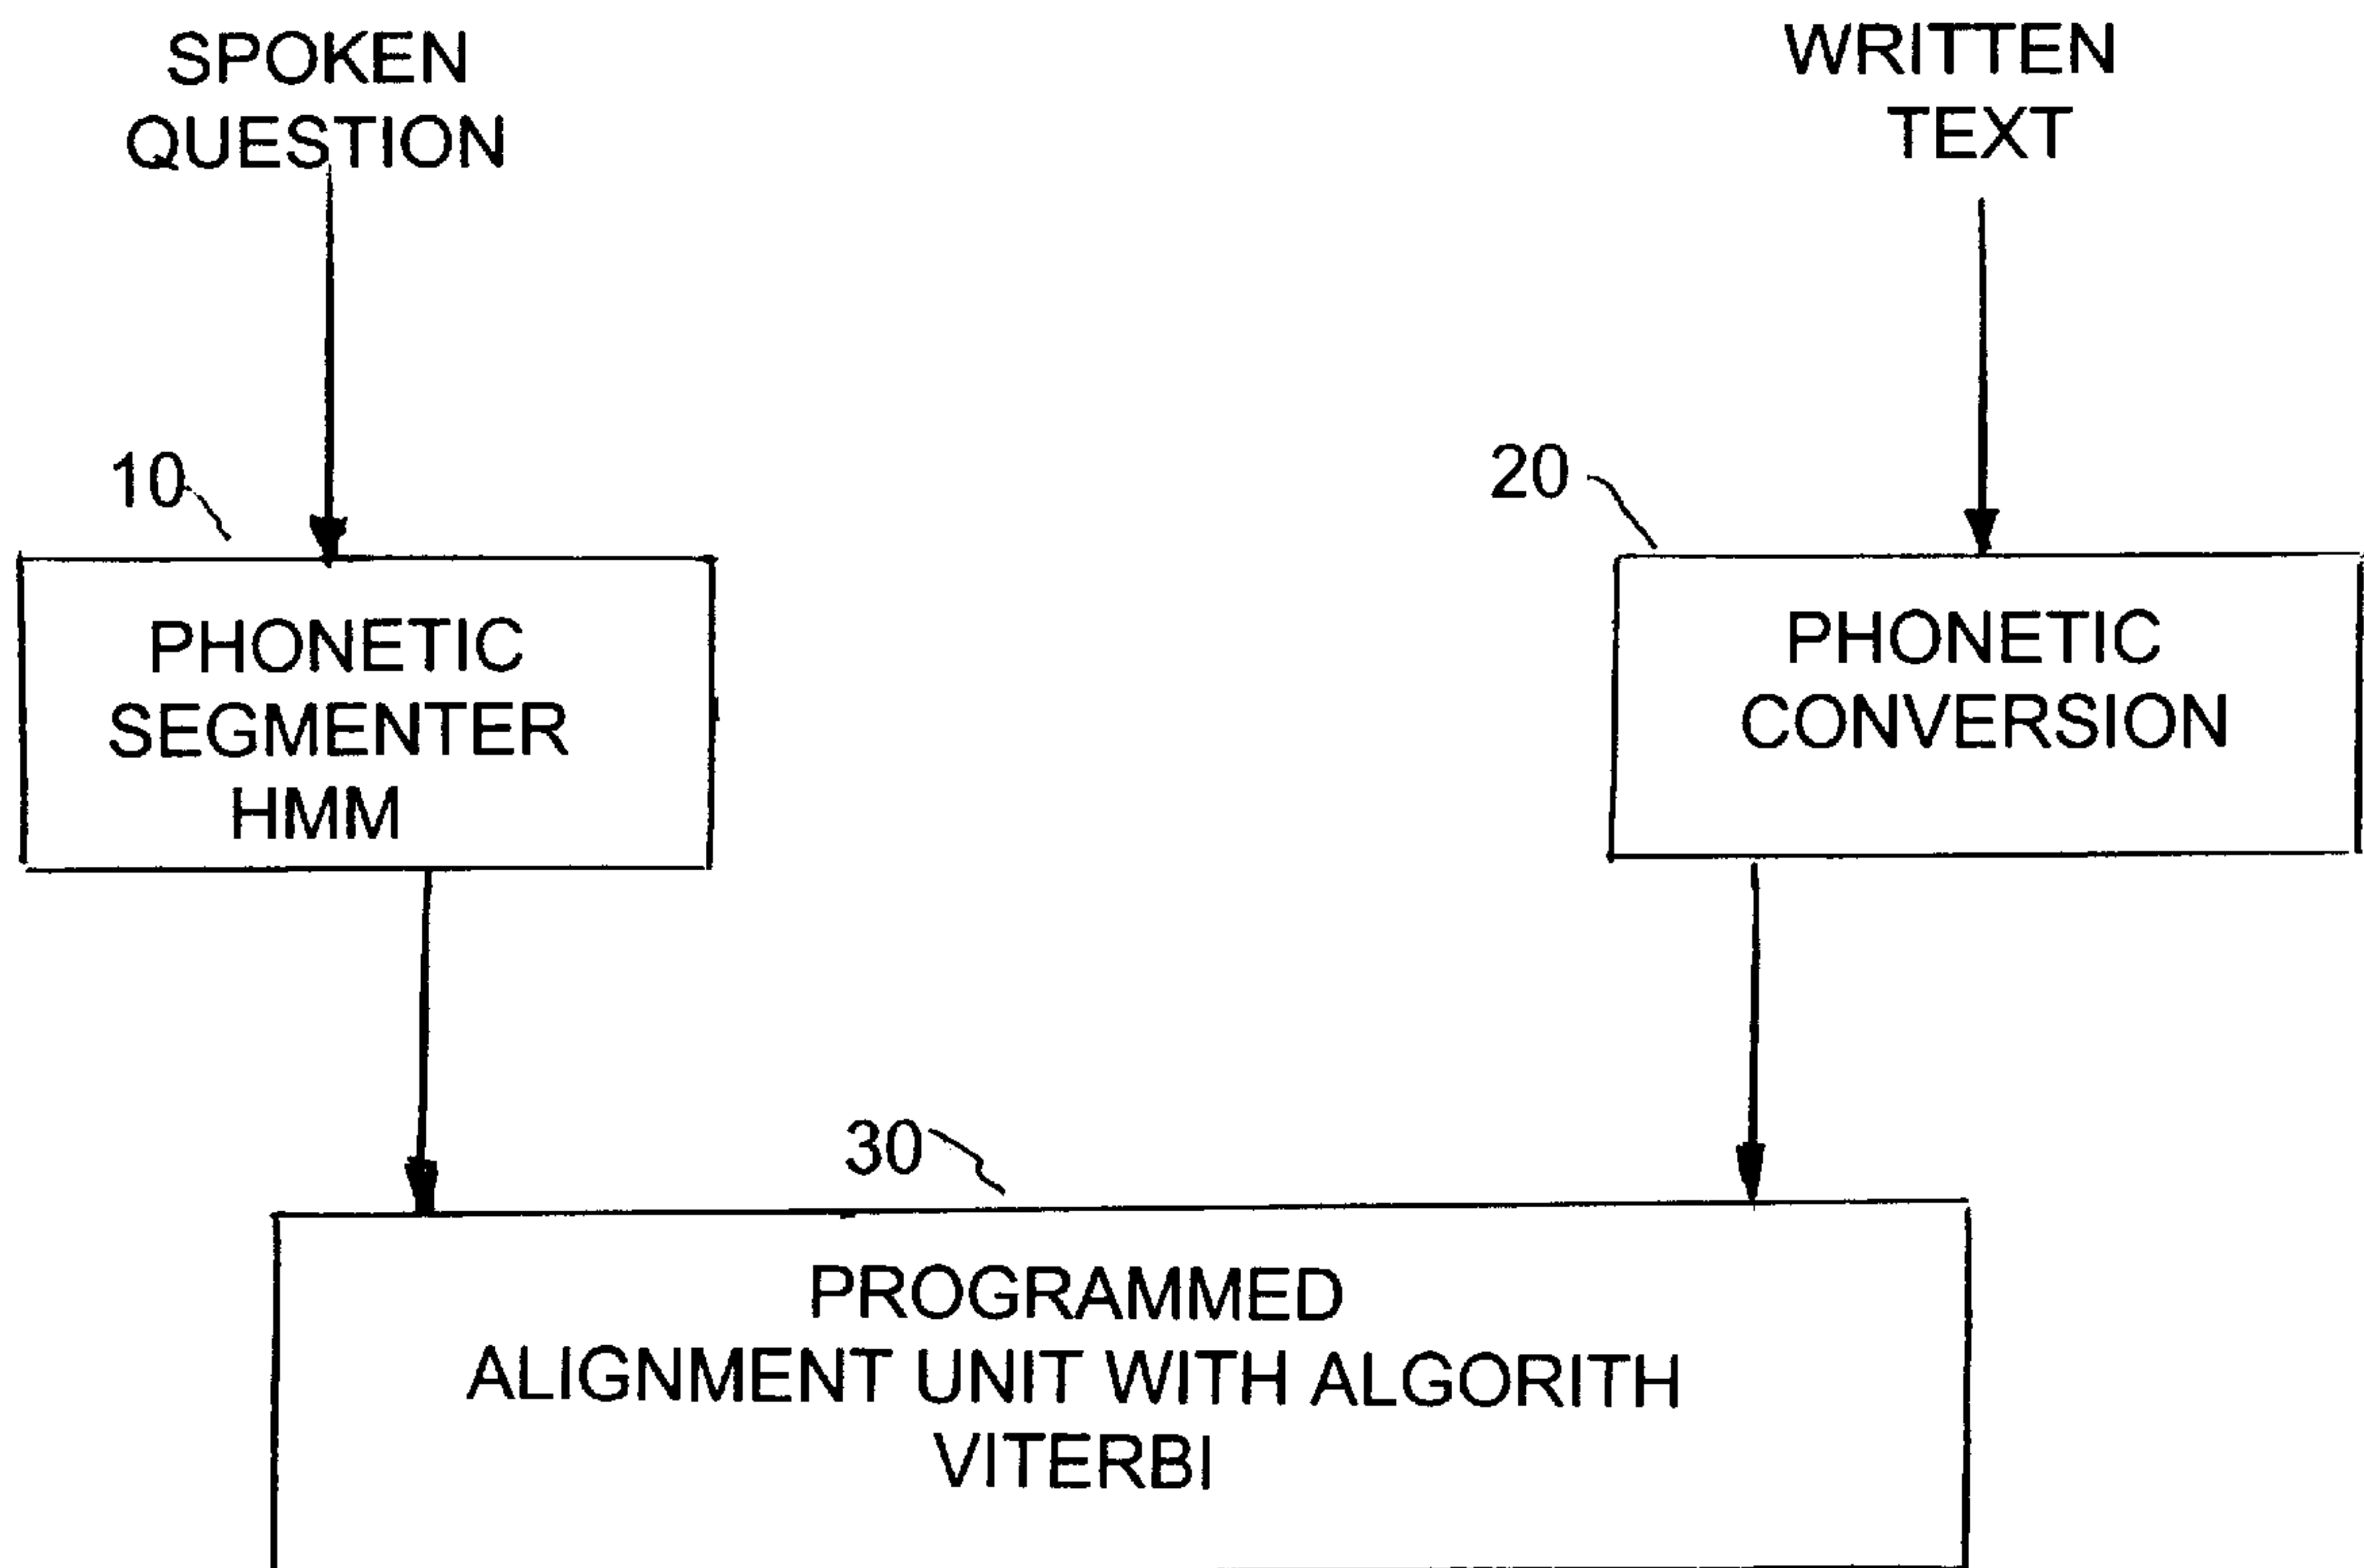 SPOKEN
QUESTION
WRITTEN
TEXT
10
20
PHONETIC
SEGMENTER
HMM
PHONETIC
CONVERSION
30
PROGRAMMED
ALIGNMENT UNIT WITH ALGORITH
VITERBI